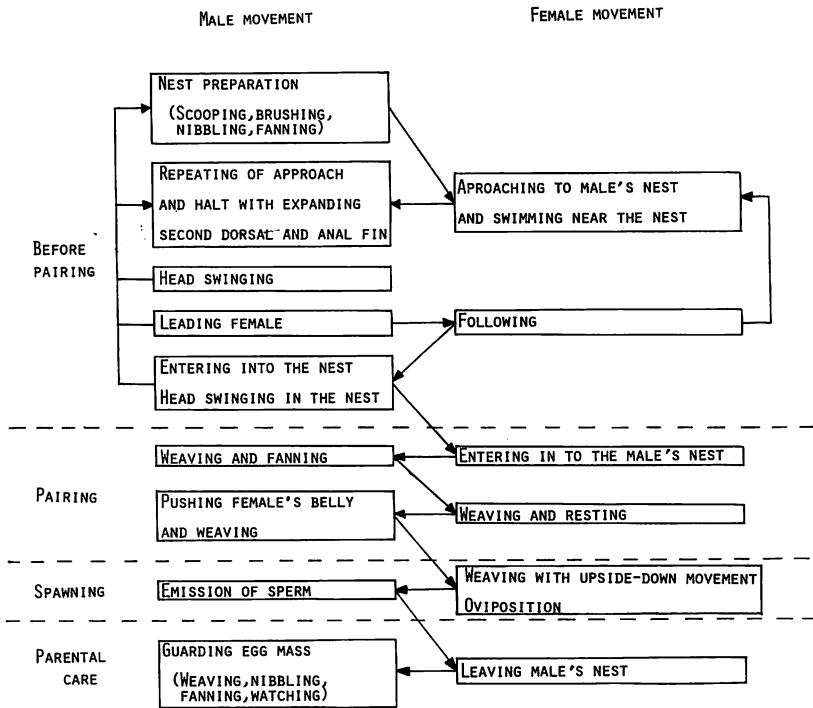 MALE MOVEMENT
FEMALE MOVEMENT
BEFORE
PAIRING
NEST PREPARATION
(SCOOPING,BRUSHING,
NIBBLING,FANNING)
REPEATING OF APPROACH
AND HALT WITH EXPANDING
SECOND DORSAL AND ANAL FIN
APROACHING TO MALE'S NEST
AND SWIMMING NEAR THE NEST
HEAD SWINGING
LEADING FEMALE
FOLLOWING
ENTERING INTO THE NEST
HEAD SWINGING IN THE NEST
PAIRING
WEAVING AND FANNING
ENTERING IN TO THE MALE'S NEST
PUSHING FEMALE'S BELLY
AND WEAVING
WEAVING AND RESTING
SPAWNING
EMISSION OF SPERM
WEAVING WITH UPSIDE-DOWN MOVEMENT
OVIPOSITION
PARENTAL
CARE
GUARDING EGG MASS
(WEAVING,NIBBLING,
FANNING,WATCHING)
LEAVING MALE'S NEST